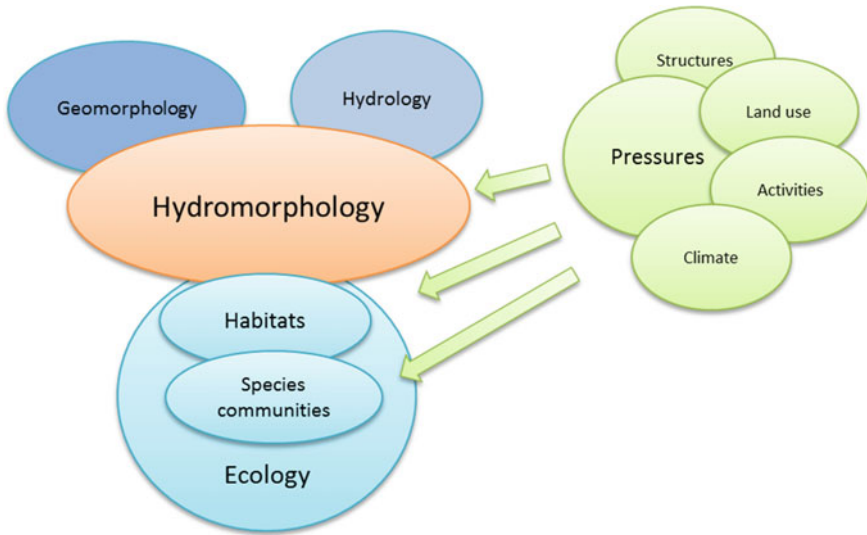 Geomorphology
Hydrology
Hydromorphology
Habitats
Species
communities
Ecology
Structures
Land use
Pressures
Activities
Climate